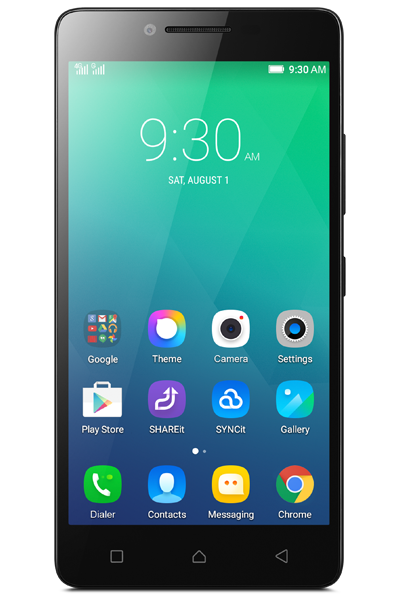 9:30 AM
9:30 AM
SAT, AUGUST 1
Google Theme Camera Settings
Play Store SHAREit SYNCit Gallery
Dialer Contacts Messaging Chrome